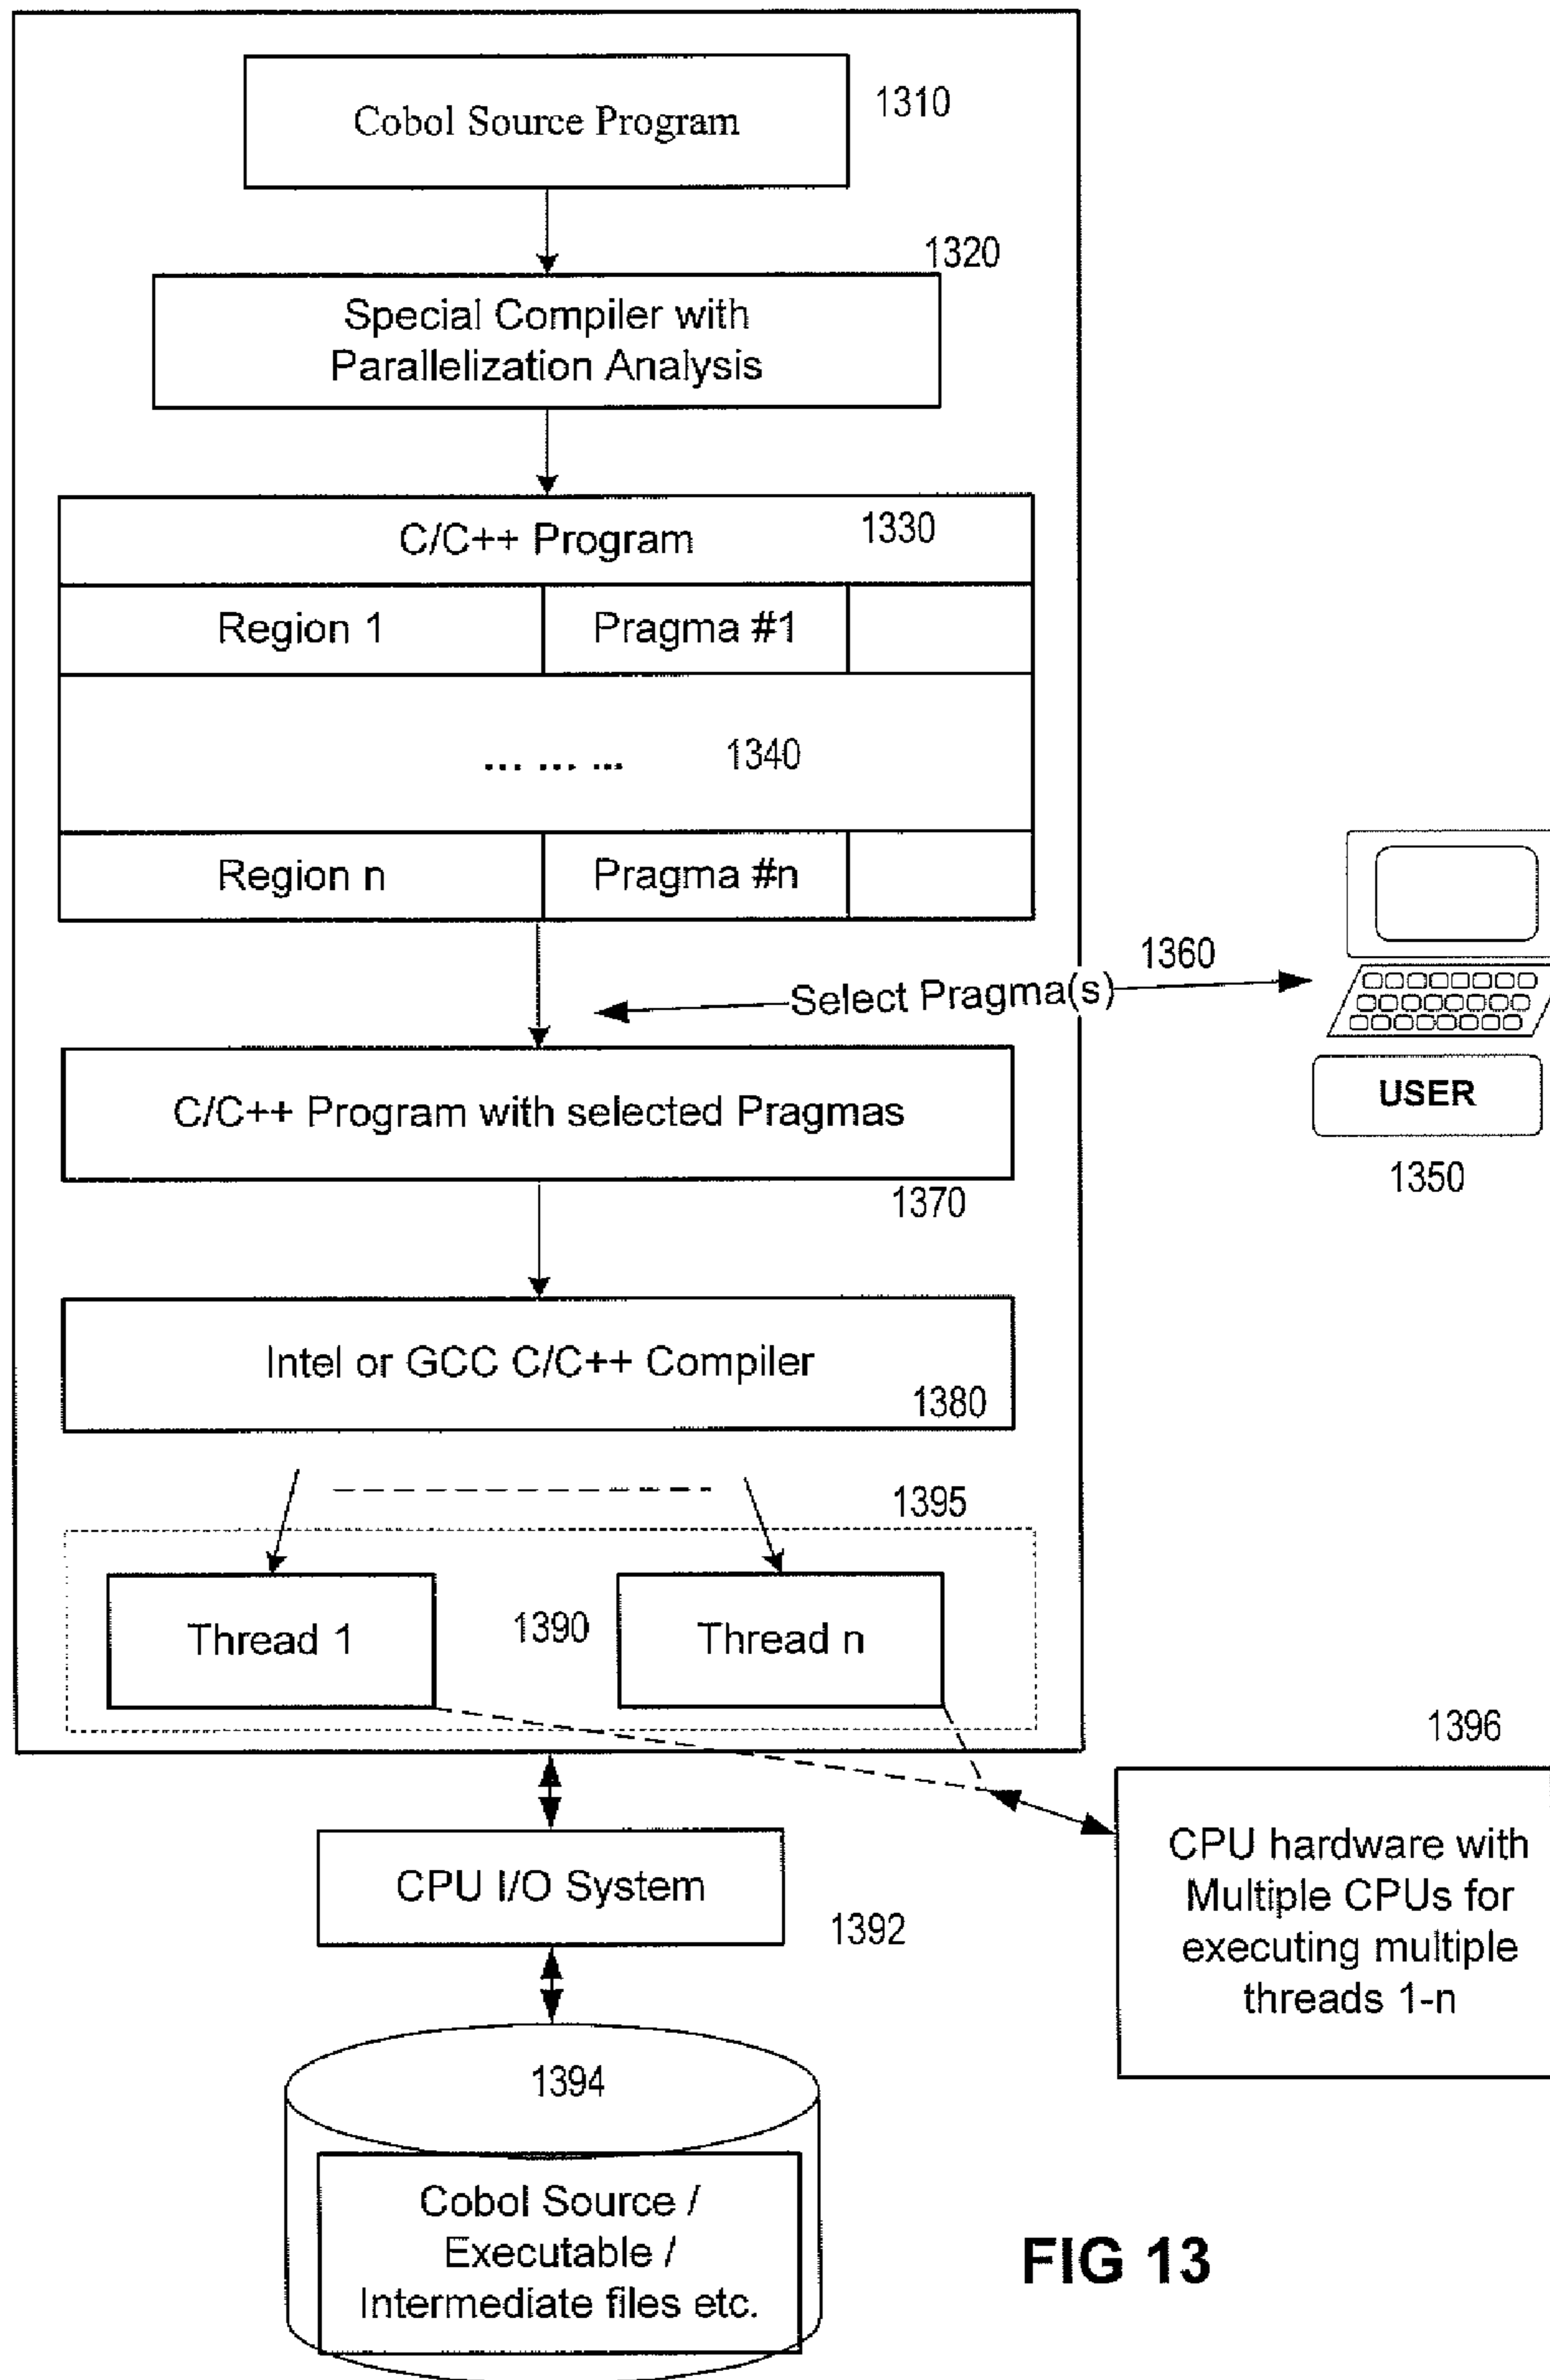 Cobol Source Program
1310
1320
Special Compiler with
Parallelization Analysis
C/C++ Program
1330
Region 1
Pragma #1
... ... ...
1340
Region n
Pragma #n
1360
Select Pragma(s)
USER
1350
C/C++ Program with selected Pragmas
1370
Intel or GCC C/C++ Compiler
1380
1395
Thread 1
1390
Thread n
1396
CPU hardware with
Multiple CPUs for
executing multiple
threads 1-n
CPU I/O System
1392
1394
Cobol Source /
Executable /
Intermediate files etc.
FIG 13